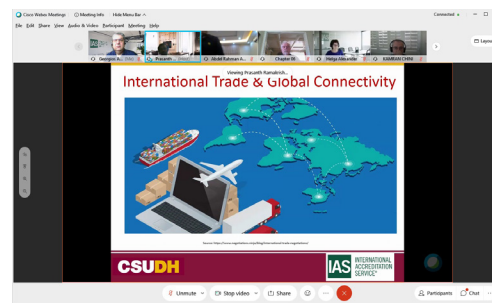 Cisco Webex Meetings Meeting Info Hide Menu Bar Connected
File Edit Share View Audio & Video Participant Meeting Help
Layout
Georgios A... Prasanth ... Abdul Rahman A... Chapter III Helga Alexander KAMRAN CHINI
Viewing Prasanth Ramakrish...
International Trade & Global Connectivity
CSUDH
IAS INTERNATIONAL
ACCREDITATION
SERVICE®
Unmute Stop video Share Participants Chat